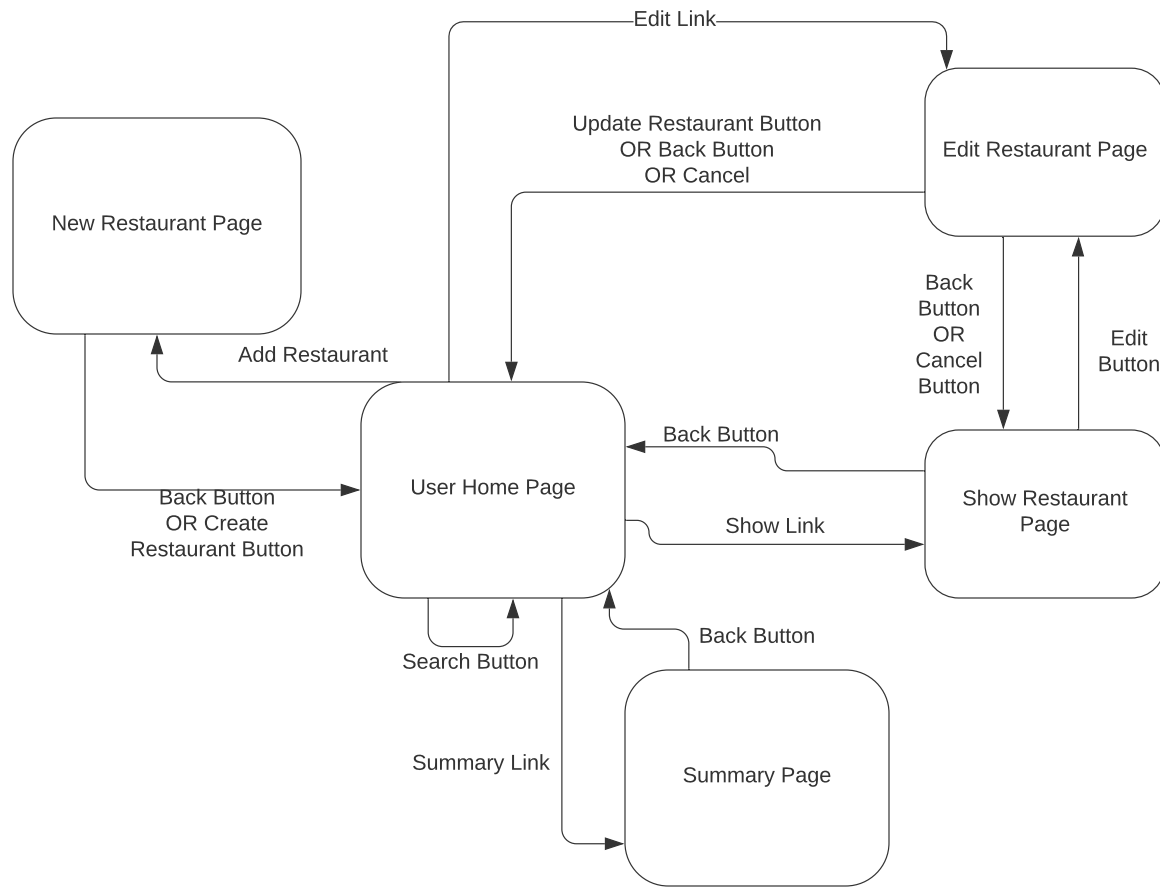 Edit Link
Update Restaurant Button
OR Back Button
OR Cancel
Edit Restaurant Page
New Restaurant Page
Back
Button
OR
Cancel
Button
Edit
Button
Add Restaurant
Back Button
User Home Page
Show Restaurant
Page
Back Button
OR Create
Restaurant Button
Show Link
Back Button
Search Button
Summary Link
Summary Page